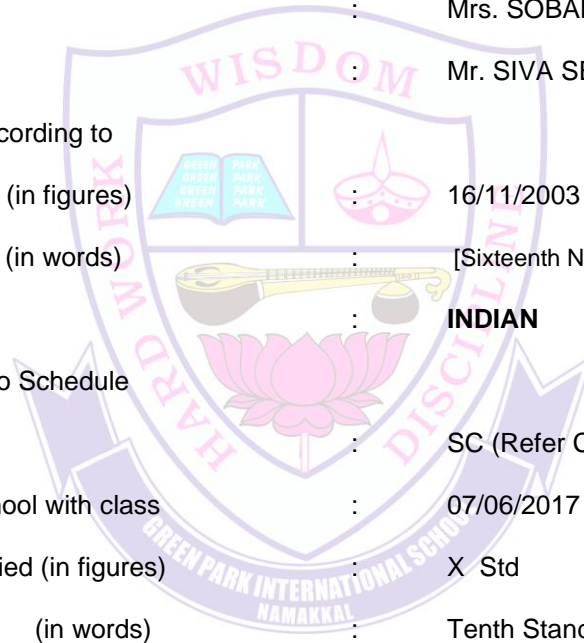 : Mrs. SOBA
WISDOM
: Mr. SIVA
cording to
GREEN PARK
GREEN PARK
GREEN PARK
GREEN PARK
(in figures) : 16/11/2003
HARD WORK
DISCIPLINE
(in words) : [Sixteenth N
: INDIAN
o Schedule
: SC (Refer
hool with class : 07/06/2017
ied (in figures) : X Std
GREEN PARK INTERNATIONAL SCHOOL
NAMAKKAL
(in words) : Tenth Stand